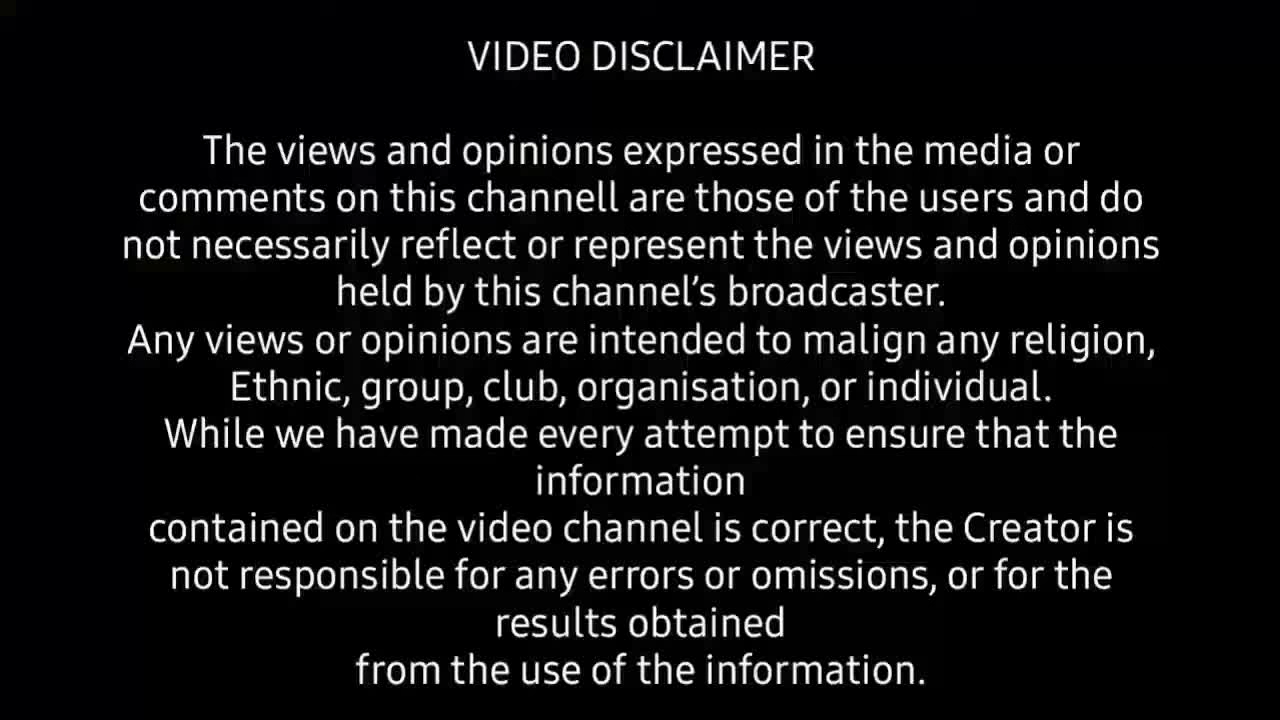 VIDEO DISCLAIMER
The views and opinions expressed in the media or
comments on this channell are those of the users and do
not necessarily reflect or represent the views and opinions
held by this channel’s broadcaster.
Any views or opinions are intended to malign any religion,
Ethnic, group, club, organisation, or individual.
While we have made every attempt to ensure that the
information
contained on the video channel is correct, the Creator is
not responsible for any errors or omissions, or for the
results obtained
from the use of the information.